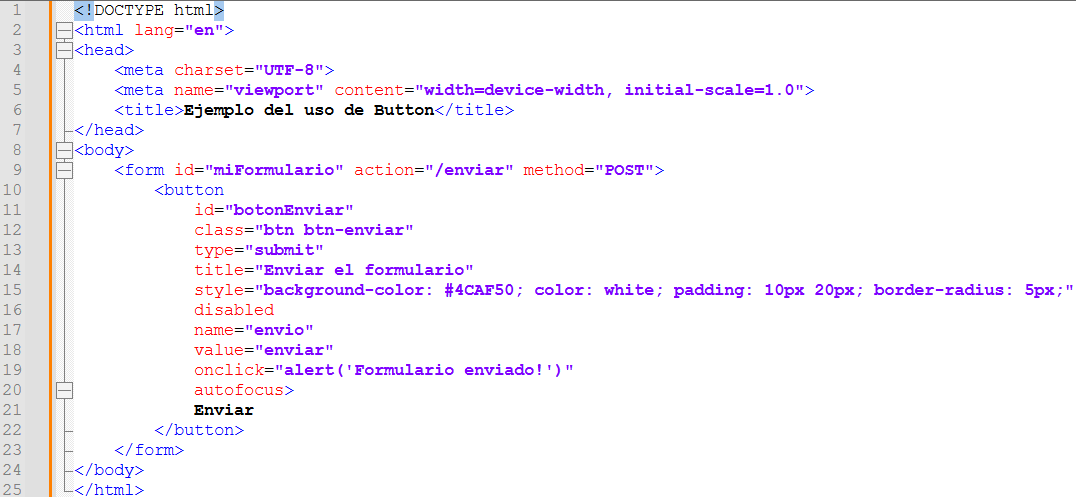 1 <!DOCTYPE html>
2 <html lang="en">
3 <head>
4     <meta charset="UTF-8">
5     <meta name="viewport" content="width=device-width, initial-scale=1.0">
6     <title>Ejemplo del uso de Button</title>
7 </head>
8 <body>
9     <form id="miFormulario" action="/enviar" method="POST">
10         <button
11             id="botonEnviar"
12             class="btn btn-enviar"
13             type="submit"
14             title="Enviar el formulario"
15             style="background-color: #4CAF50; color: white; padding: 10px 20px; border-radius: 5px;"
16             disabled
17             name="envio"
18             value="enviar"
19             onclick="alert('Formulario enviado!')"
20             autofocus>
21             Enviar
22         </button>
23     </form>
24 </body>
25 </html>